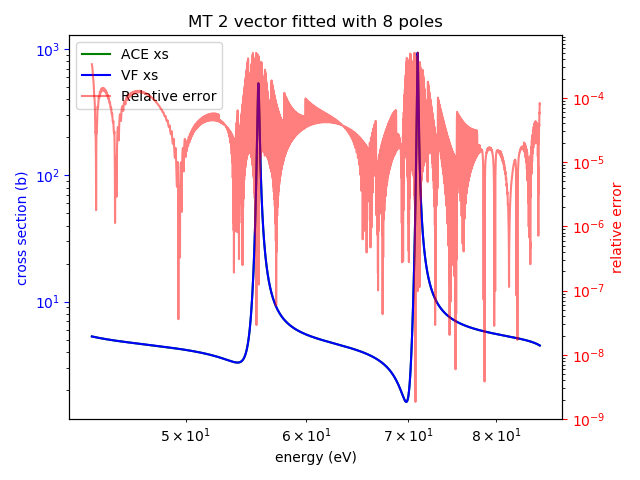 MT 2 vector fitted with 8 poles
ACE xs
VF xs
Relative error
cross section (b)
10³
10²
10¹
10⁻⁴
10⁻⁵
10⁻⁶
10⁻⁷
10⁻⁸
10⁻⁹
relative error
5 × 10¹
6 × 10¹
7 × 10¹
8 × 10¹
energy (eV)